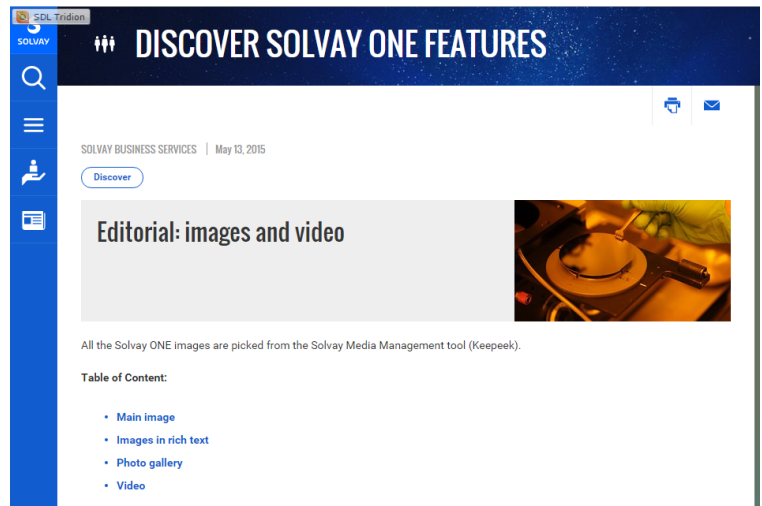 SDL Tridion
SOLVAY
DISCOVER SOLVAY ONE FEATURES
SOLVAY BUSINESS SERVICES | May 13, 2015
Discover
Editorial: images and video
All the Solvay ONE images are picked from the Solvay Media Management tool (Keepeek).
Table of Content:
• Main image
• Images in rich text
• Photo gallery
• Video